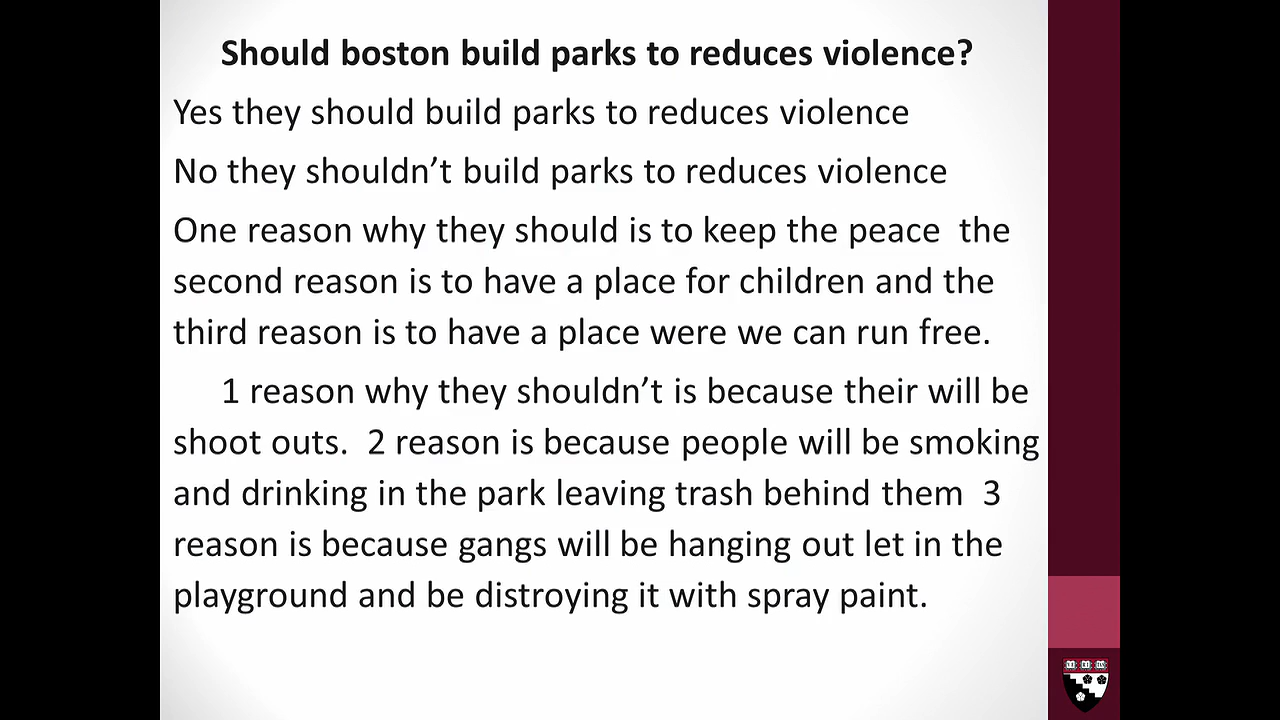 Should boston build parks to reduces violence?
Yes they should build parks to reduces violence
No they shouldn’t build parks to reduces violence
One reason why they should is to keep the peace  the
second reason is to have a place for children and the
third reason is to have a place were we can run free.
1 reason why they shouldn’t is because their will be
shoot outs.  2 reason is because people will be smoking
and drinking in the park leaving trash behind them  3
reason is because gangs will be hanging out let in the
playground and be distroying it with spray paint.